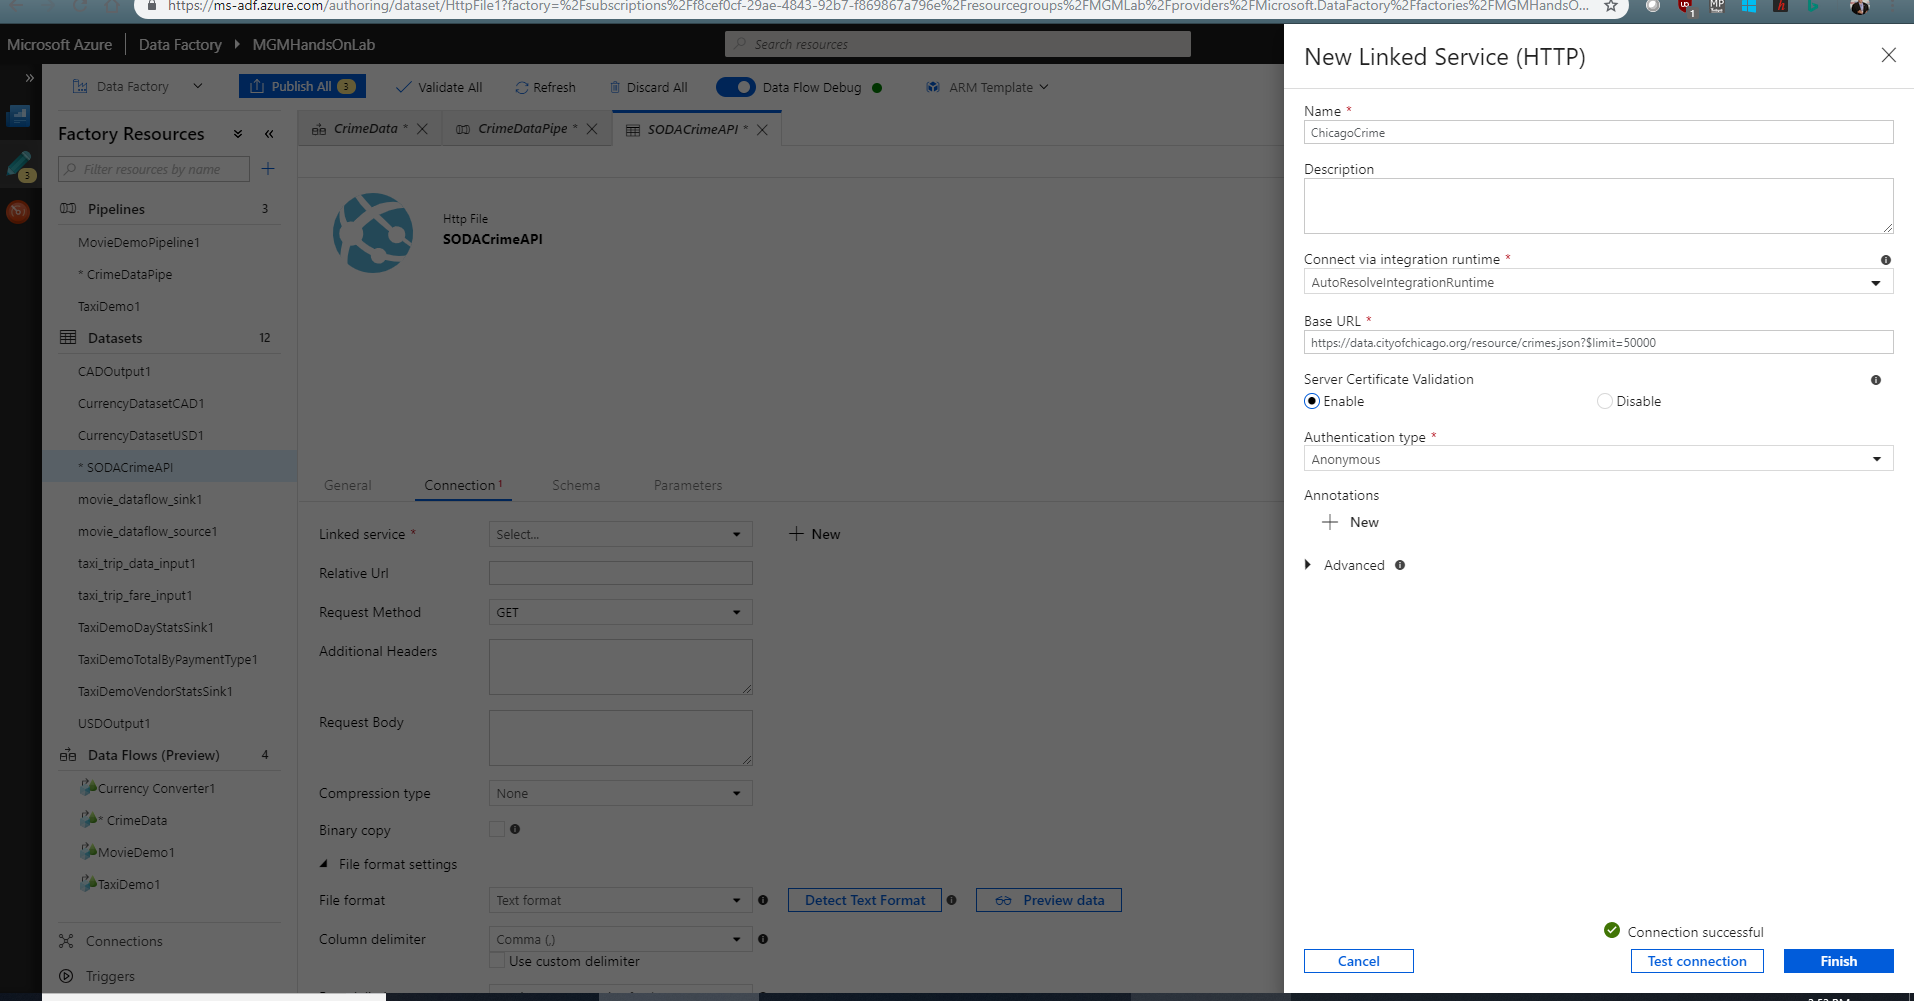 https://ms-adf.azure.com/authoring/dataset/HttpFile1?factory=%2Fsubscriptions%2Ff8cef0cf-29ae-4843-92b7-f869867a796e%2Fresourcegroups%2FMGMLab%2Fproviders%2FMicrosoft.DataFactory%2Ffactories%2FMGMHandsO...
Microsoft Azure
Data Factory
MGMHandsOnLab
Search resources
Data Factory
Publish All 3
Validate All
Refresh
Discard All
Data Flow Debug
ARM Template
Factory Resources
Filter resources by name
3
Pipelines 3
MovieDemoPipeline1
* CrimeDataPipe
TaxiDemo1
Datasets 12
CADOutput1
CurrencyDatasetCAD1
CurrencyDatasetUSD1
* SODACrimeAPI
movie_dataflow_sink1
movie_dataflow_source1
taxi_trip_data_input1
taxi_trip_fare_input1
TaxiDemoDayStatsSink1
TaxiDemoTotalByPaymentType1
TaxiDemoVendorStatsSink1
USDOutput1
Data Flows (Preview) 4
Currency Converter1
* CrimeData
MovieDemo1
TaxiDemo1
Connections
Triggers
CrimeData *
CrimeDataPipe *
SODACrimeAPI *
Http File
SODACrimeAPI
General
Connection 1
Schema
Parameters
Linked service *
Select...
New
Relative Url
Request Method
GET
Additional Headers
Request Body
Compression type
None
Binary copy
File format settings
File format
Text format
Detect Text Format
Preview data
Column delimiter
Comma (,)
Use custom delimiter
New Linked Service (HTTP)
Name *
ChicagoCrime
Description
Connect via integration runtime *
AutoResolveIntegrationRuntime
Base URL *
https://data.cityofchicago.org/resource/crimes.json?$limit=50000
Server Certificate Validation
Enable
Disable
Authentication type *
Anonymous
Annotations
New
Advanced
Connection successful
Cancel
Test connection
Finish